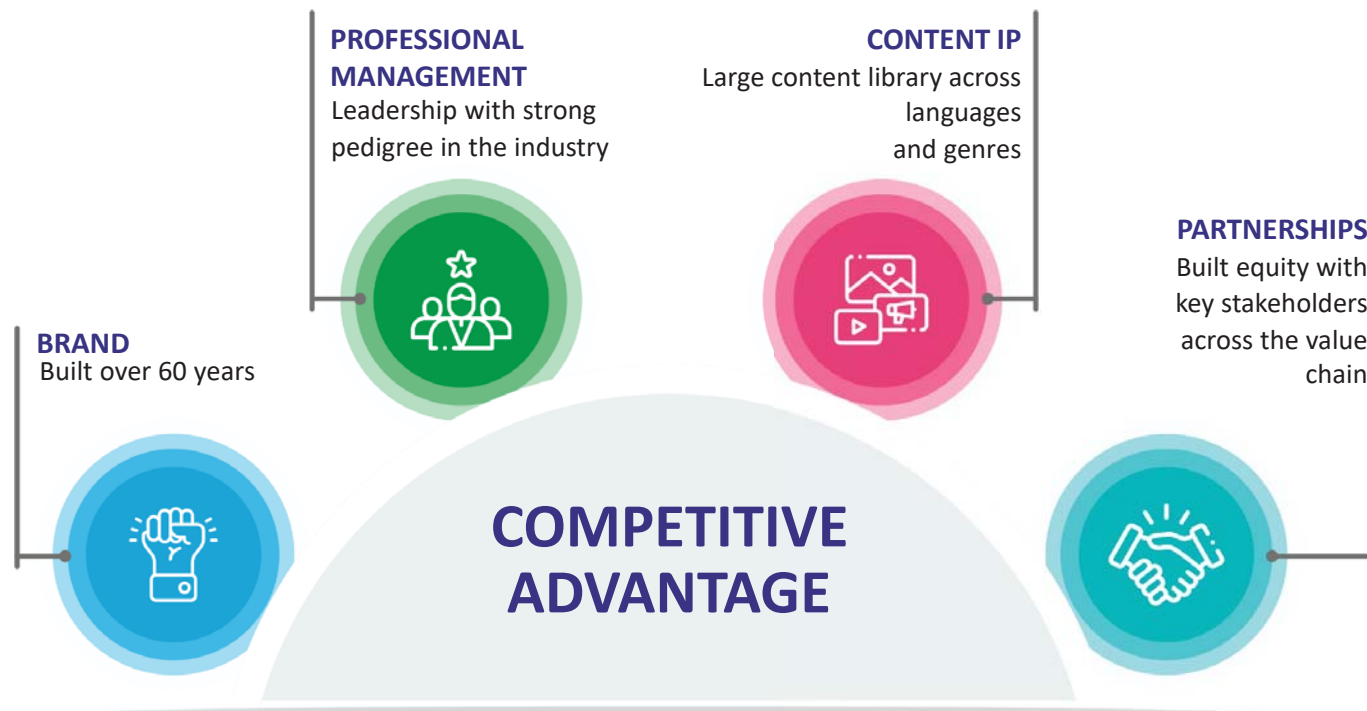 PROFESSIONAL
MANAGEMENT
Leadership with strong
pedigree in the industry
CONTENT IP
Large content library across
languages
and genres
PARTNERSHIPS
Built equity with
key stakeholders
across the value
chain
BRAND
Built over 60 years
COMPETITIVE
ADVANTAGE